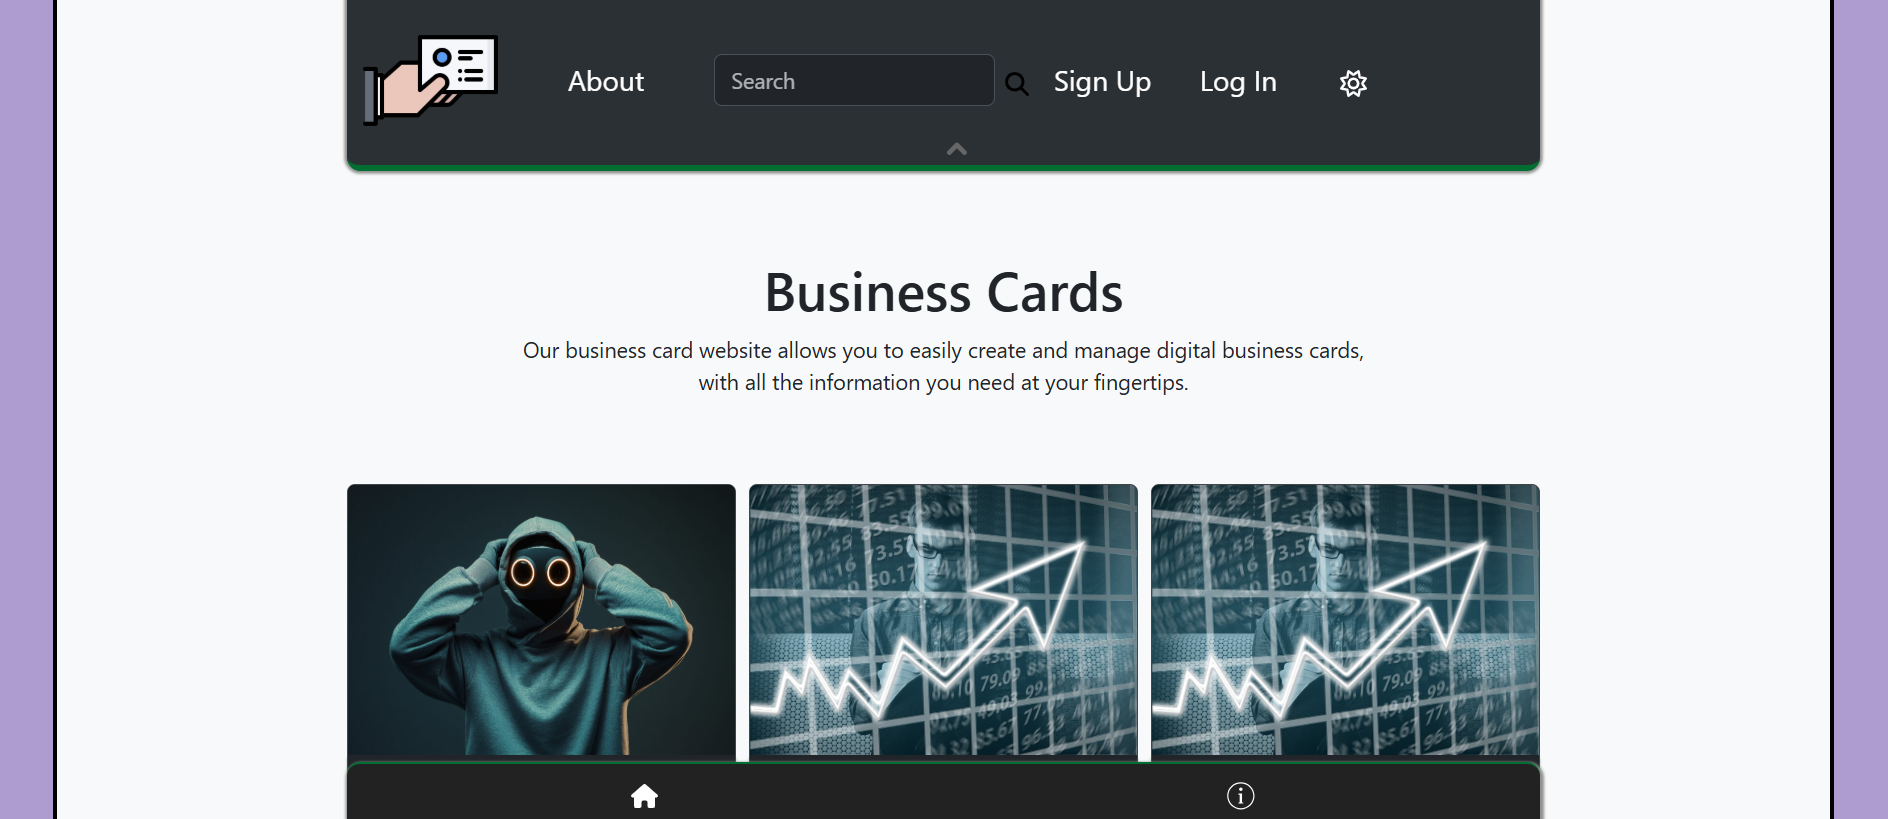 About
Search
Sign Up
Log In
Business Cards
Our business card website allows you to easily create and manage digital business cards,
with all the information you need at your fingertips.